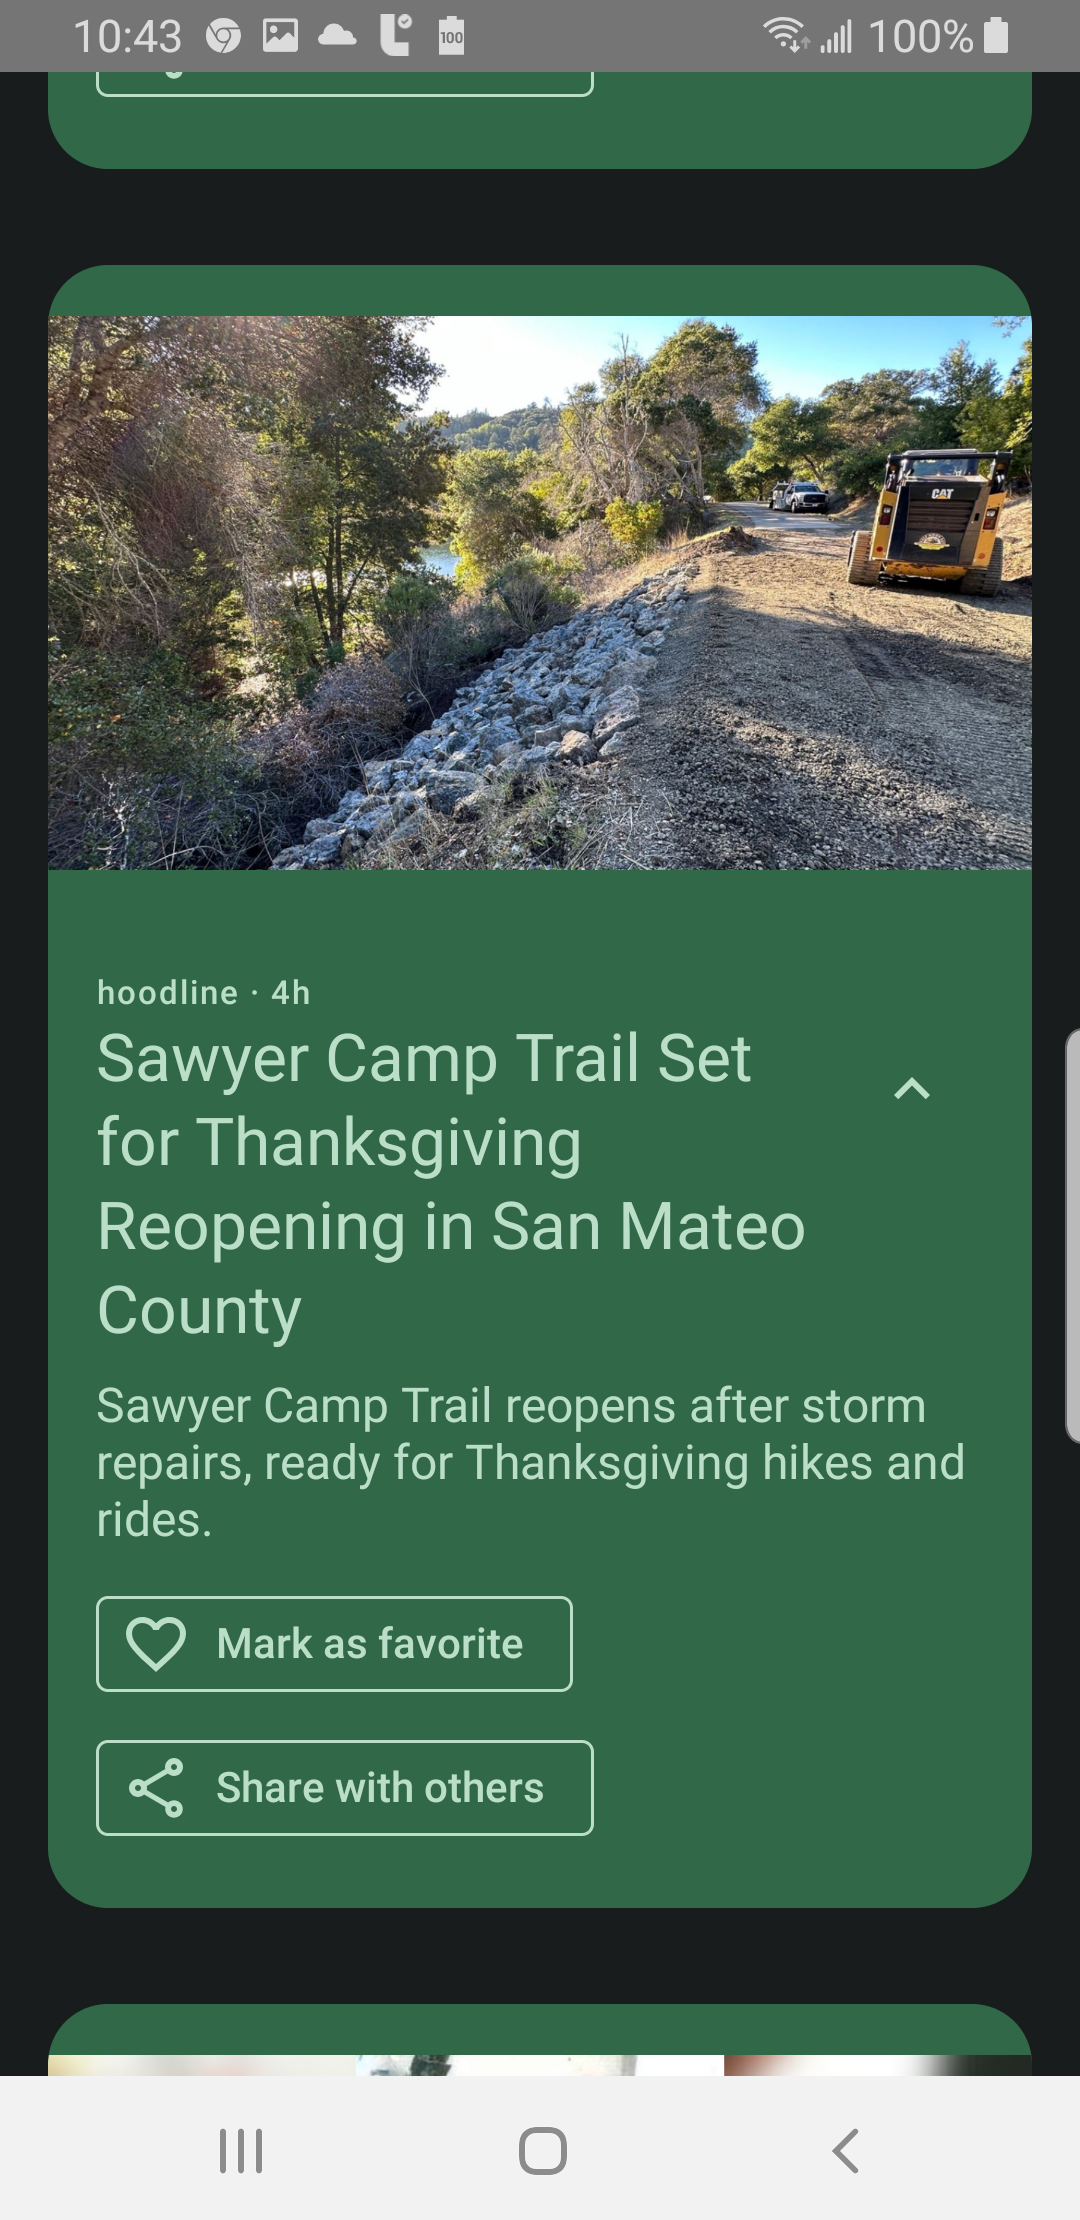 10:43
100
100%
CAT
hoodline · 4h
Sawyer Camp Trail Set
for Thanksgiving
Reopening in San Mateo
County
Sawyer Camp Trail reopens after storm
repairs, ready for Thanksgiving hikes and
rides.
Mark as favorite
Share with others